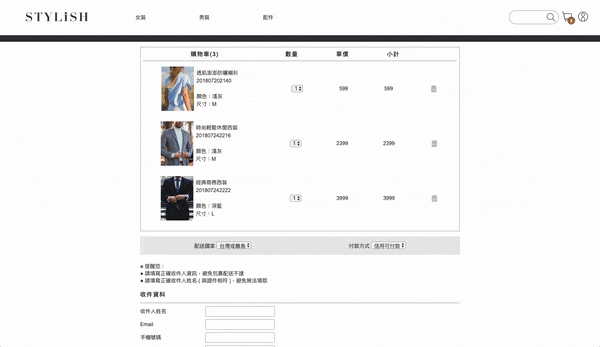 STYLiSH 女裝 男裝 配件
購物車(3) 數量 單價 小計
透肌澎澎防曬襯衫
201807202140
1 599 599
顏色：淺灰
尺寸：M
時尚輕鬆休閒西裝
201807242216
1 2399 2399
顏色：淺灰
尺寸：M
經典商務西裝
201807242222
1 3999 3999
顏色：深藍
尺寸：L
配送國家 台灣或離島 付款方式 信用可付款
※ 提醒您：
● 請填寫正確收件人資訊，避免包裹配送不達
● 請填寫正確收件人姓名 ( 與證件相符 )，避免無法領取
收件資料
收件人姓名
Email
手機號碼